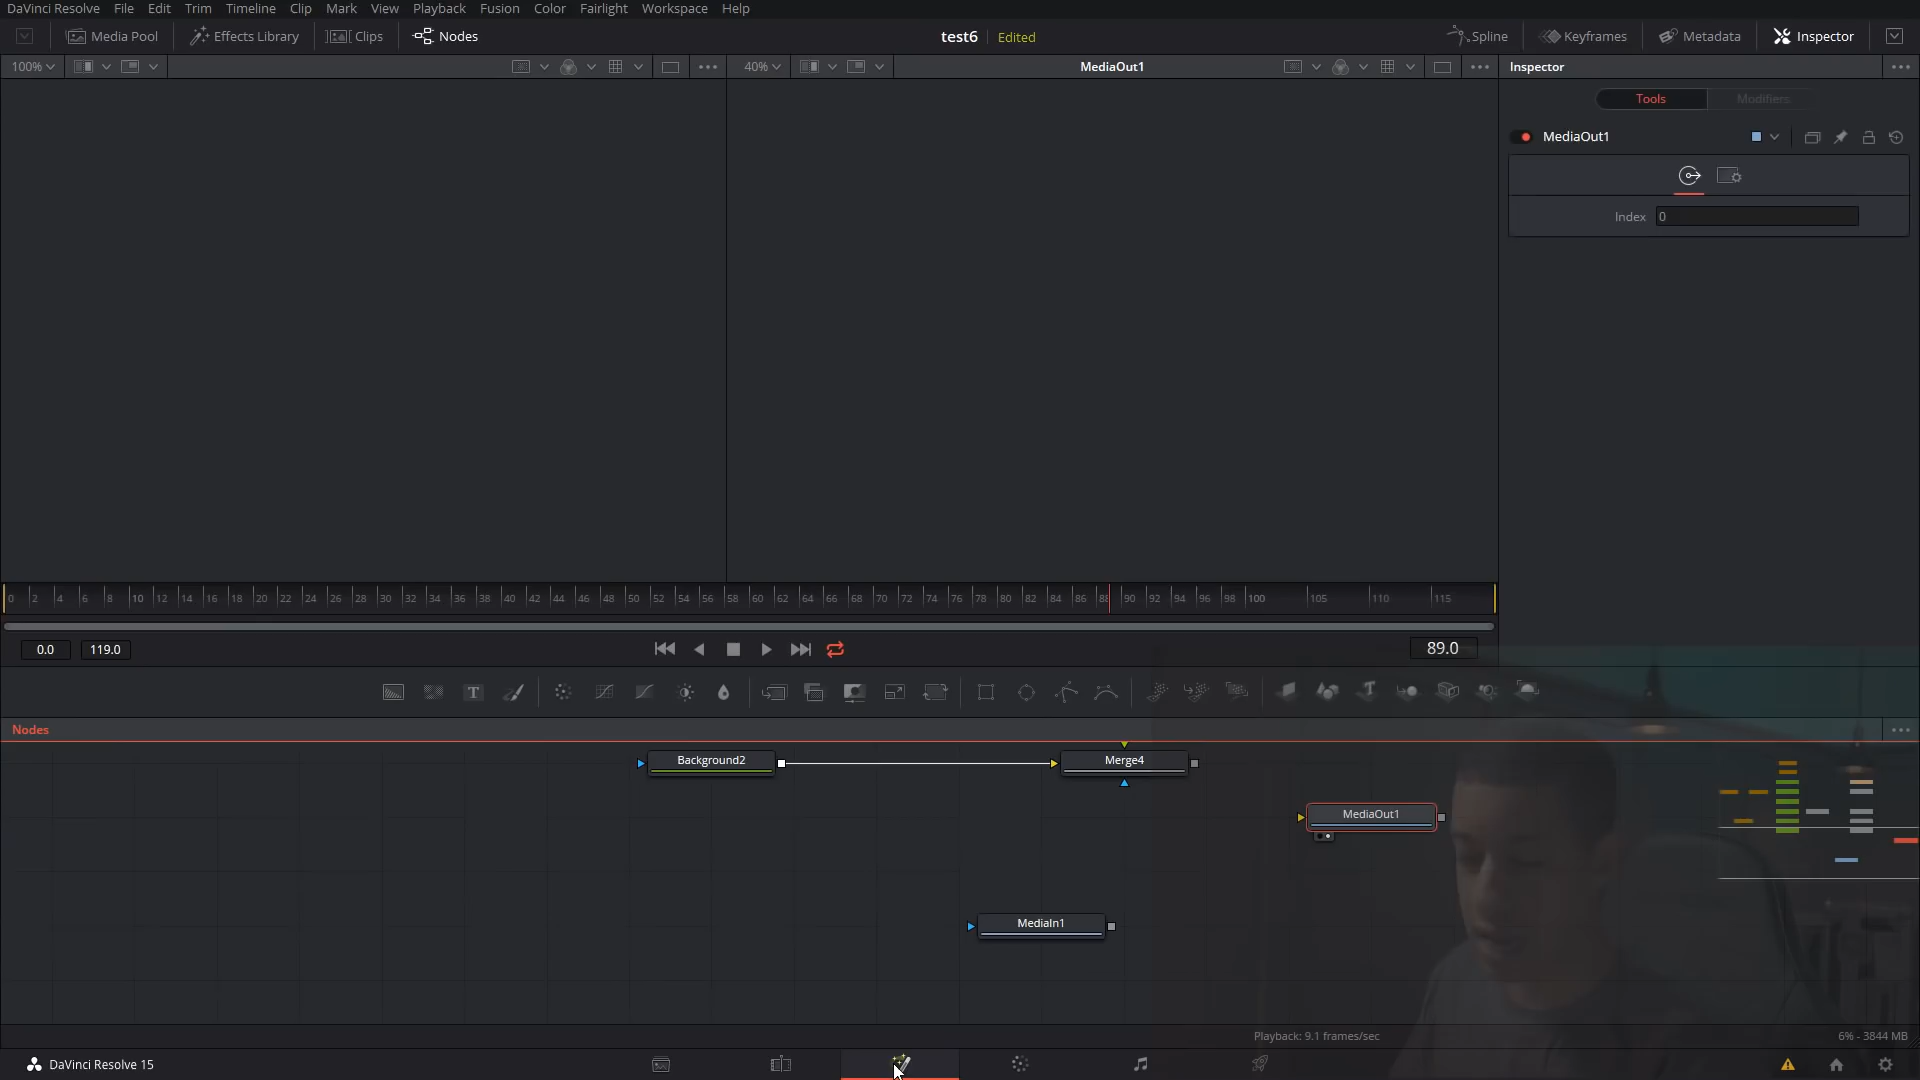 DaVinci Resolve File Edit Trim Timeline Clip Mark View Playback Fusion Color Fairlight Workspace Help
Media Pool Effects Library Clips Nodes test6 Edited Spline Keyframes Metadata Inspector
100% 40% MediaOut1 Inspector
Tools Modifiers
MediaOut1
Index 0
0 2 4 6 8 10 12 14 16 18 20 22 24 26 28 30 32 34 36 38 40 42 44 46 48 50 52 54 56 58 60 62 64 66 68 70 72 74 76 78 80 82 84 86 88 90 92 94 96 98 100 105 110 115
0.0 119.0 89.0
T T
Nodes
Background2 Merge4
MediaOut1
MediaIn1
Playback: 9.1 frames/sec 6% - 3844 MB
DaVinci Resolve 15